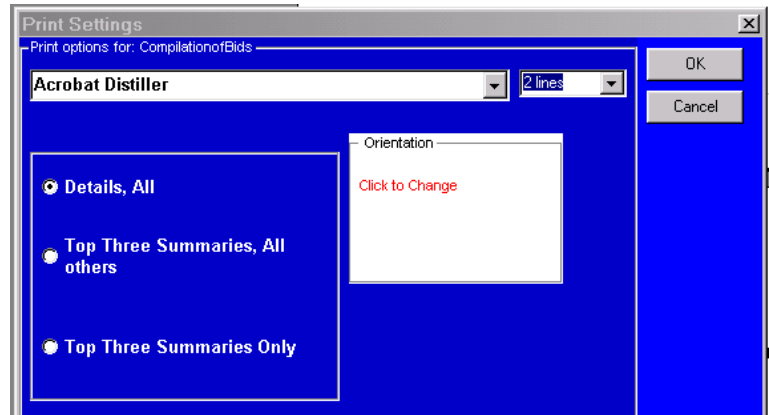 Print Settings
Print options for: CompilationofBids
OK
Acrobat Distiller
2 lines
Cancel
Orientation
Click to Change
Details, All
Top Three Summaries, All
others
Top Three Summaries Only